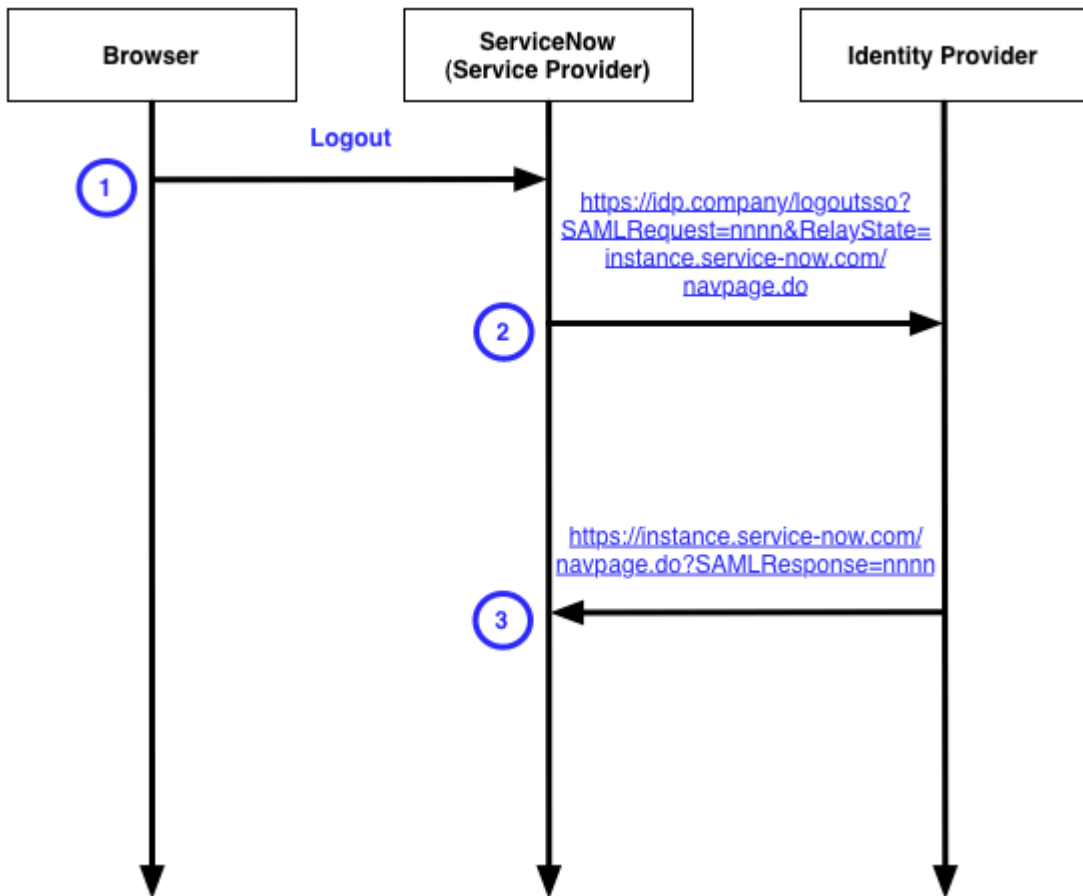 Browser
ServiceNow
(Service Provider)
Identity Provider
Logout
1
https://idp.company/logoutsso?
SAMLRequest=nnnn&RelayState=
instance.service-now.com/
navpage.do
2
https://instance.service-now.com/
navpage.do?SAMLResponse=nnnn
3